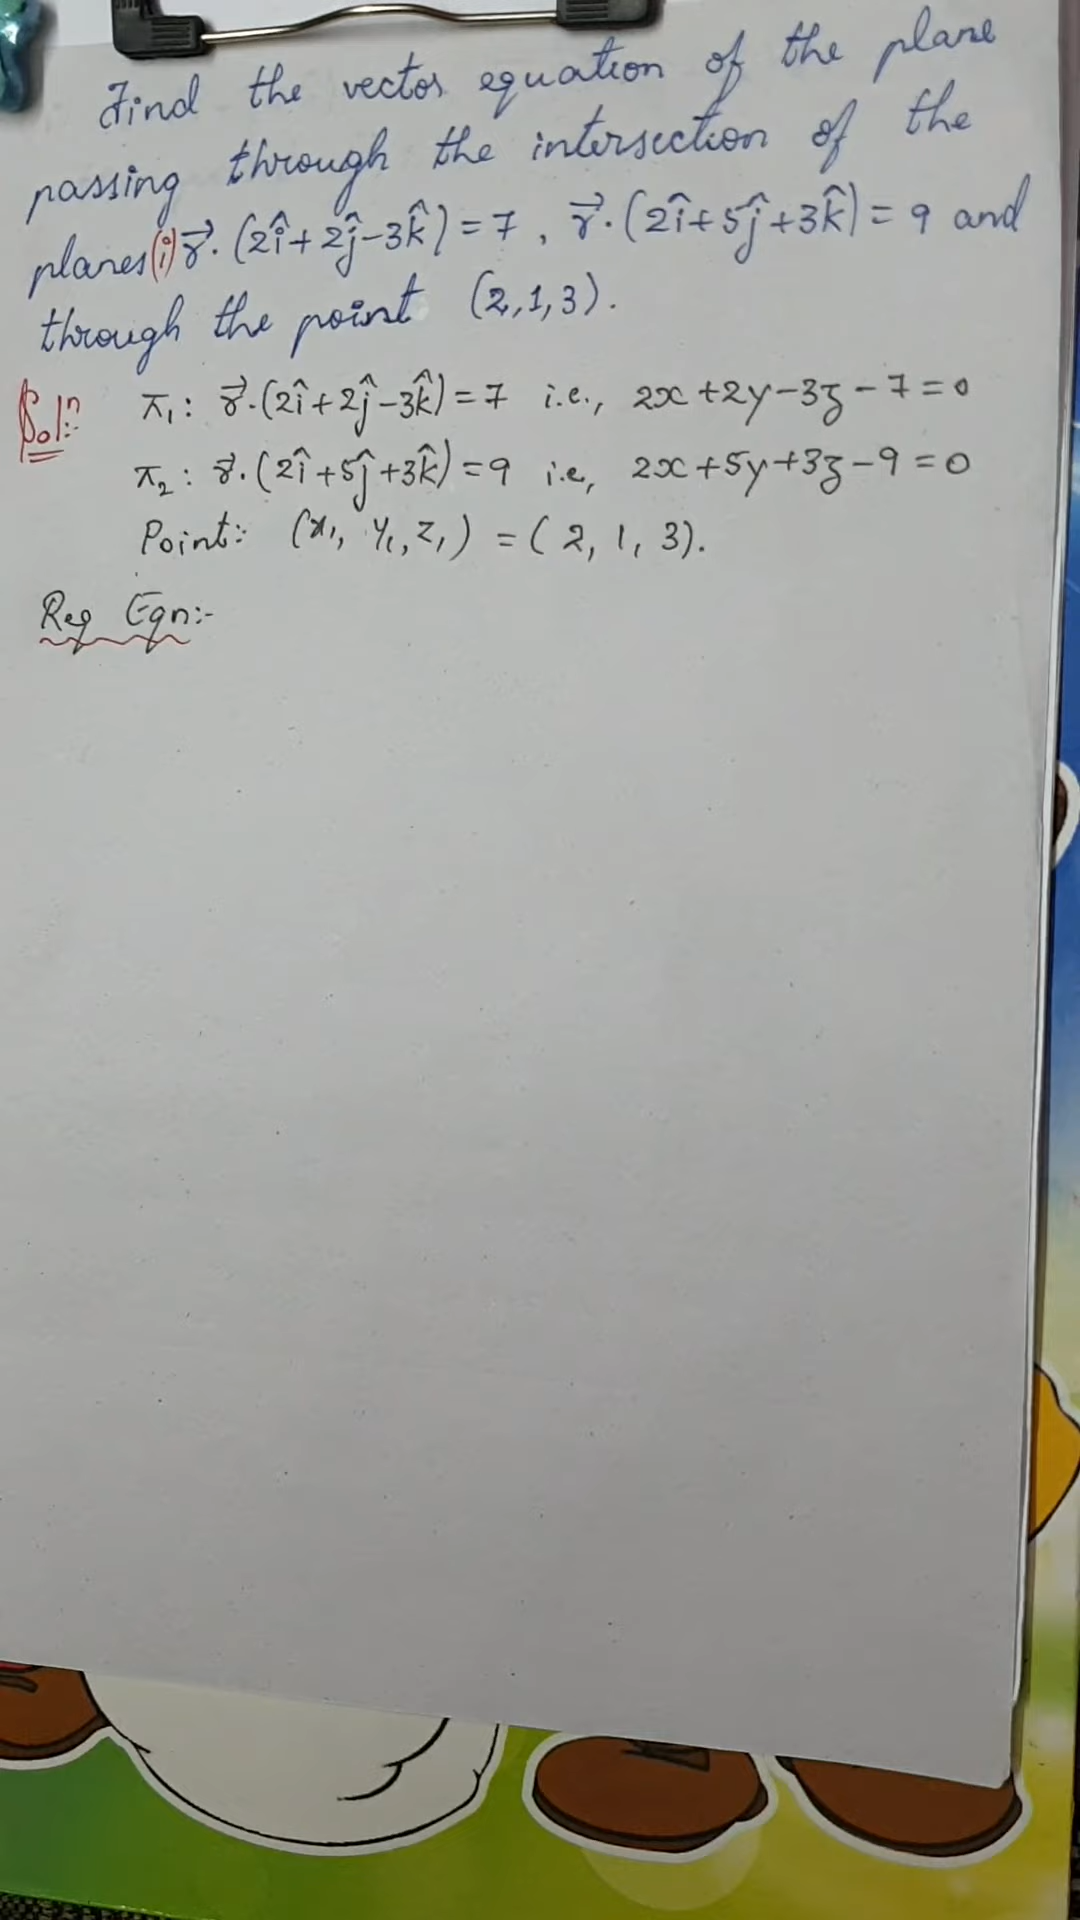 Find the vector equation of the plane
passing through the intersection of the
planes (i) r⃗. (2î+2ĵ-3k̂) = 7, r⃗. (2î+5ĵ+3k̂) = 9 and
through the point (2,1,3).
Solⁿ:- π₁: r⃗.(2î+2ĵ-3k̂) = 7 i.e., 2x+2y-3z-7=0
π₂: r⃗.(2î+5ĵ+3k̂) = 9 i.e, 2x+5y+3z-9=0
Point:- (x₁, y₁, z₁) = (2, 1, 3).
Req Eqn:-